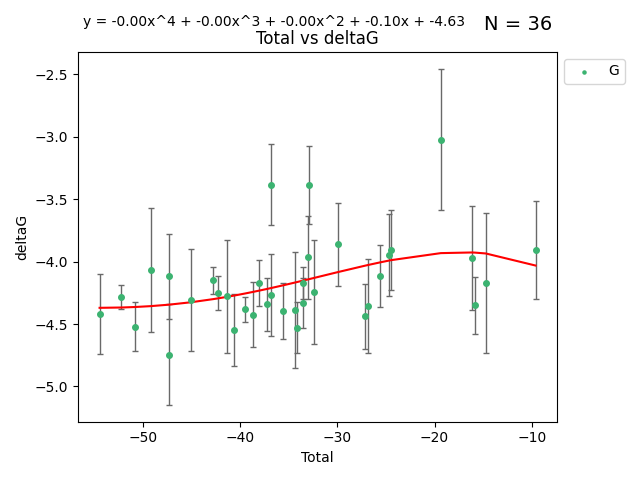 y = -0.00x^4 + -0.00x^3 + -0.00x^2 + -0.10x + -4.63
N = 36
Total vs deltaG
G
deltaG
−2.5
−3.0
−3.5
−4.0
−4.5
−5.0
−50
−40
−30
−20
−10
Total